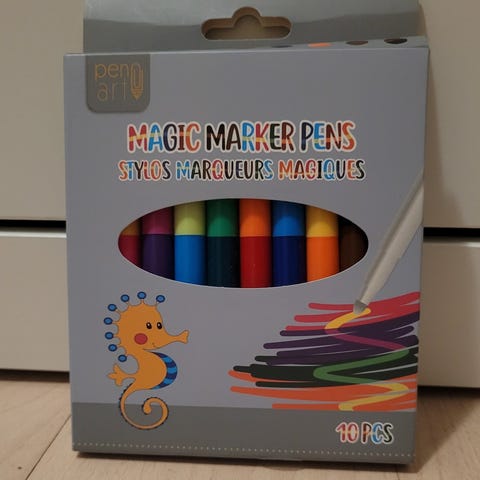 pen
art
MAGIC MARKER PENS
STYLOS MARQUEURS MAGIQUES
10 PCS